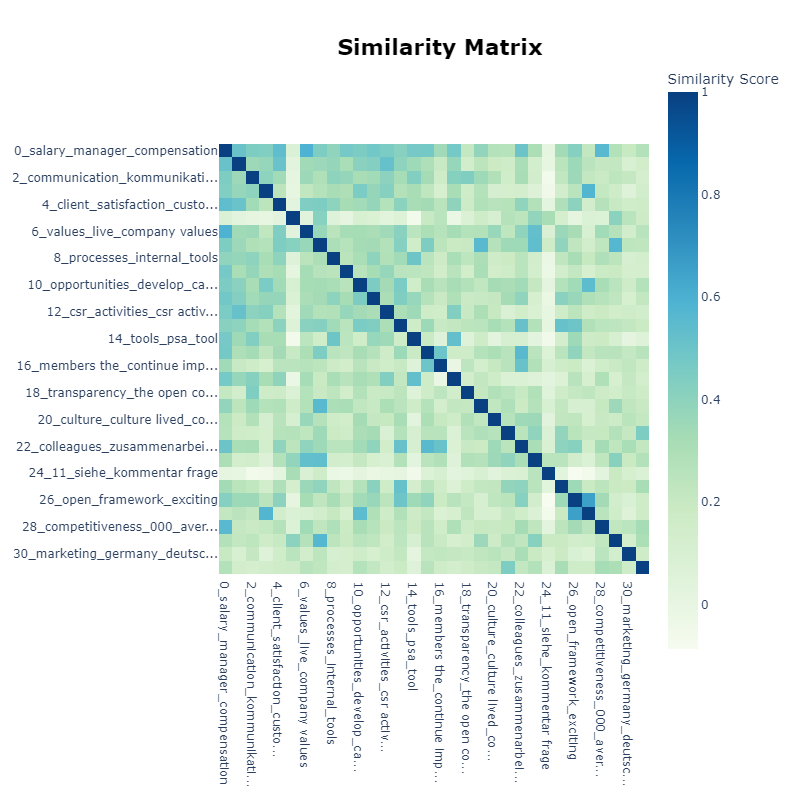 Similarity Matrix
Similarity Score
1
0.8
0.6
0.4
0.2
0
0_salary_manager_compensation
2_communication_kommunikati...
4_client_satisfaction_custo...
6_values_live_company values
8_processes_internal_tools
10_opportunities_develop_ca...
12_csr_activities_csr activ...
14_tools_psa_tool
16_members the_continue imp...
18_transparency_the open co...
20_culture_culture lived_co...
22_colleagues_zusammenarbei...
24_11_siehe_kommentar frage
26_open_framework_exciting
28_competitiveness_000_aver...
30_marketing_germany_deutsc...
0_salary_manager_compensation
2_communication_kommunikati...
4_client_satisfaction_custo...
6_values_live_company values
8_processes_internal_tools
10_opportunities_develop_ca...
12_csr_activities_csr activ...
14_tools_psa_tool
16_members the_continue imp...
18_transparency_the open co...
20_culture_culture lived_co...
22_colleagues_zusammenarbei...
24_11_siehe_kommentar frage
26_open_framework_exciting
28_competitiveness_000_aver...
30_marketing_germany_deutsc...